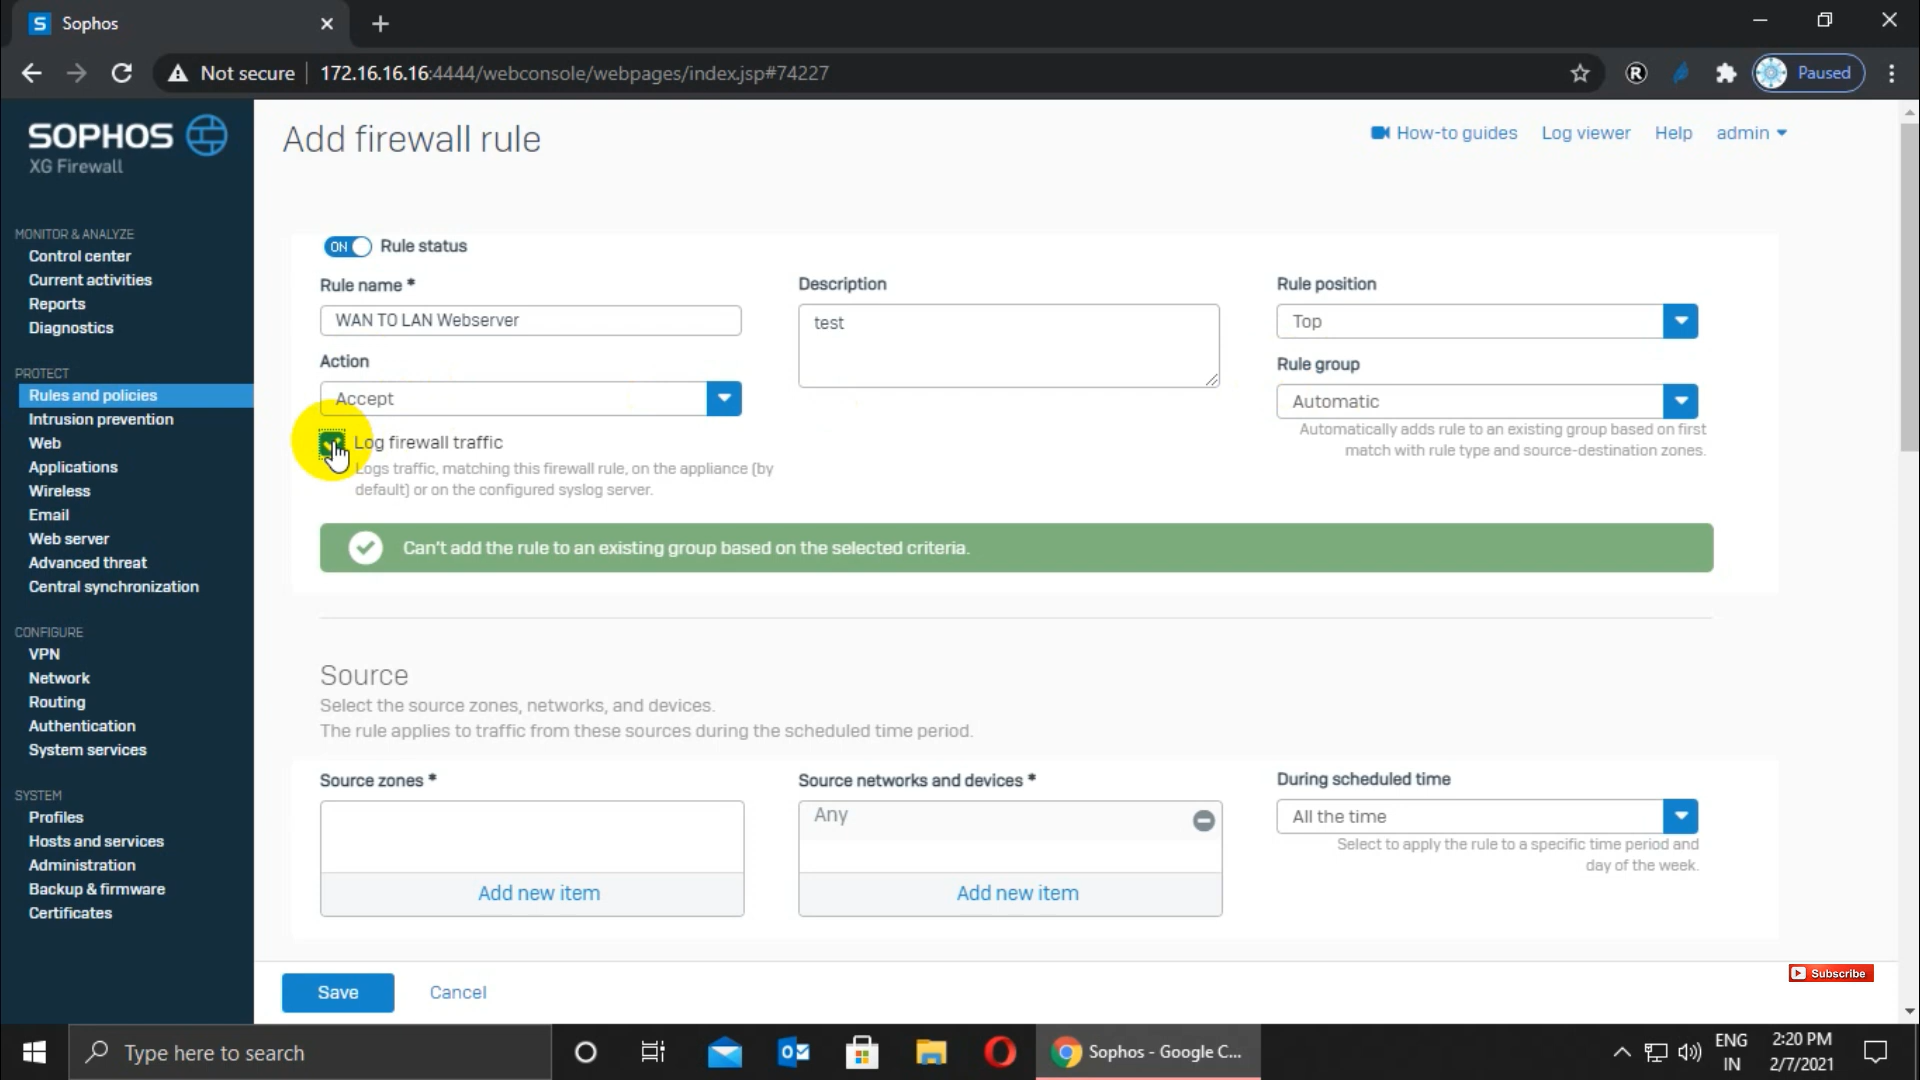 S Sophos
Not secure 172.16.16.16:4444/webconsole/webpages/index.jsp#74227
R
Paused
SOPHOS
XG Firewall
Add firewall rule
How-to guides
Log viewer
Help
admin
MONITOR & ANALYZE
Control center
Current activities
Reports
Diagnostics
PROTECT
Rules and policies
Intrusion prevention
Web
Applications
Wireless
Email
Web server
Advanced threat
Central synchronization
CONFIGURE
VPN
Network
Routing
Authentication
System services
SYSTEM
Profiles
Hosts and services
Administration
Backup & firmware
Certificates
ON Rule status
Rule name *
WAN TO LAN Webserver
Action
Accept
Log firewall traffic
Logs traffic, matching this firewall rule, on the appliance (by
default) or on the configured syslog server.
Description
test
Rule position
Top
Rule group
Automatic
Automatically adds rule to an existing group based on first
match with rule type and source-destination zones.
Can't add the rule to an existing group based on the selected criteria.
Source
Select the source zones, networks, and devices.
The rule applies to traffic from these sources during the scheduled time period.
Source zones *
Add new item
Source networks and devices *
Any
Add new item
During scheduled time
All the time
Select to apply the rule to a specific time period and
day of the week.
Save
Cancel
Subscribe
Type here to search
Sophos - Google C...
ENG
IN
2:20 PM
2/7/2021